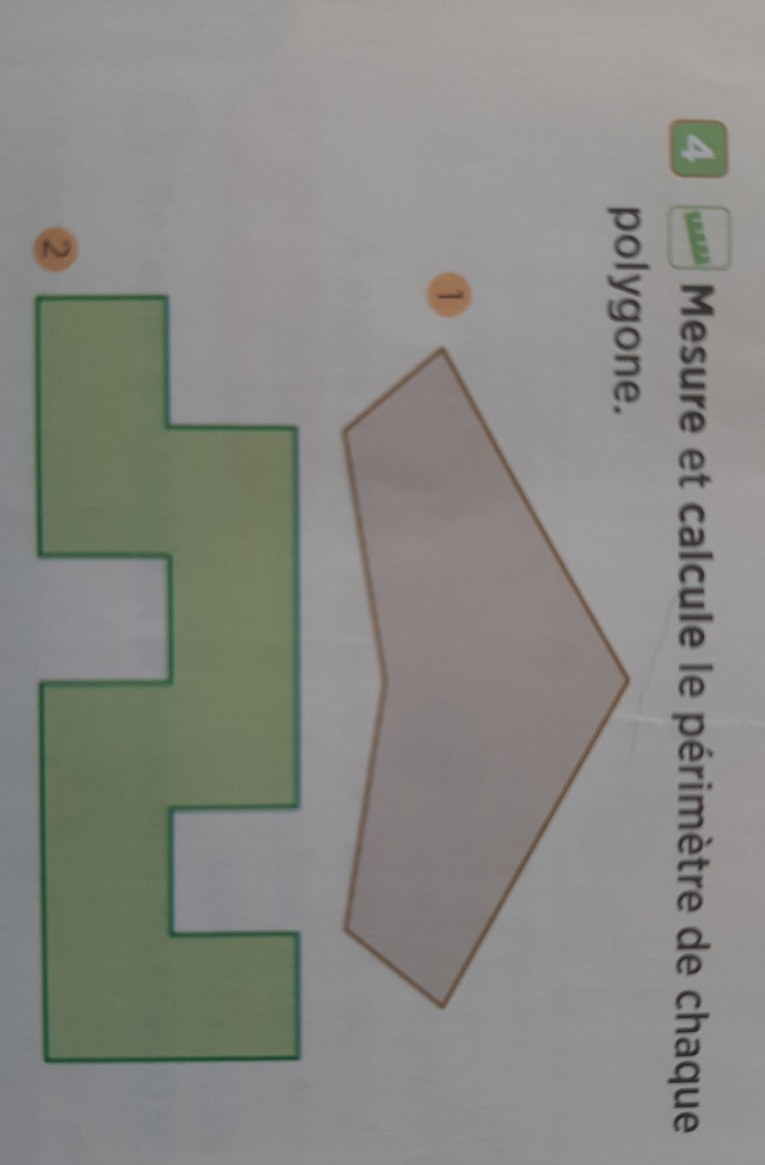 4 Mesure et calcule le périmètre de chaque
polygone.
1
2